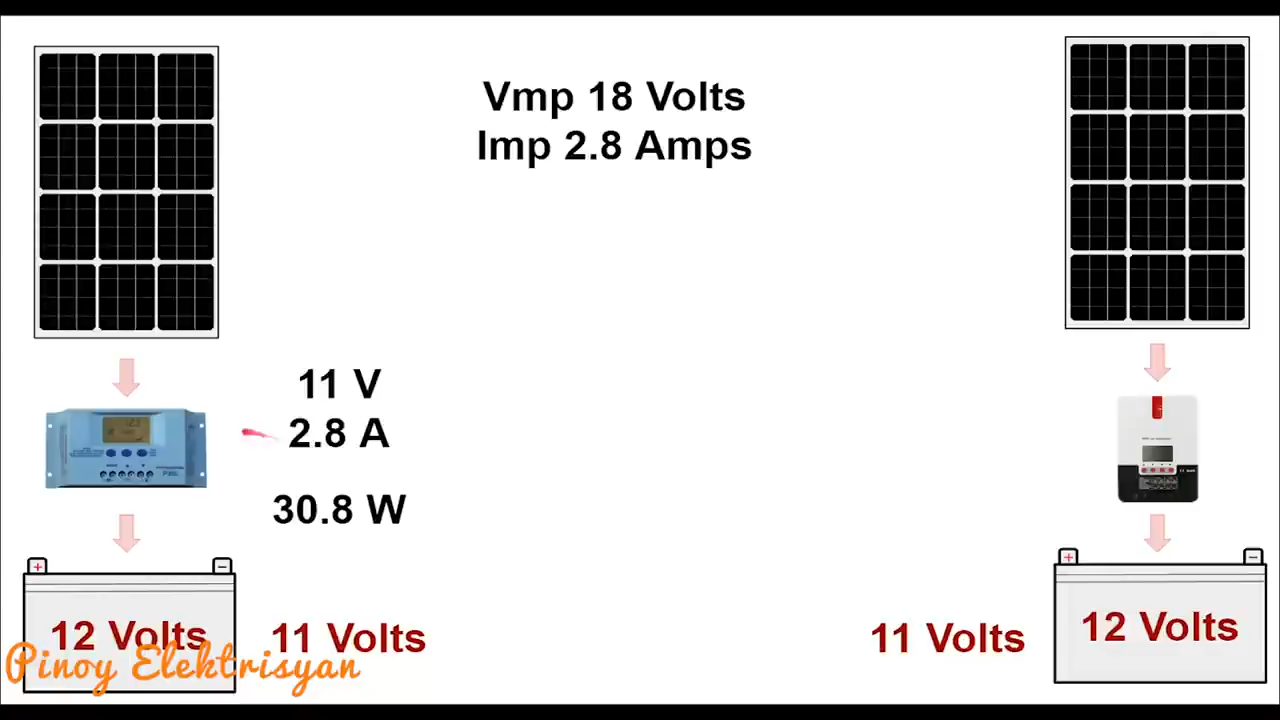 Vmp 18 Volts
Imp 2.8 Amps
11 V
2.8 A
30.8 W
+
−
12 Volts
11 Volts
11 Volts
+
−
12 Volts
Pinoy Elektrisyan